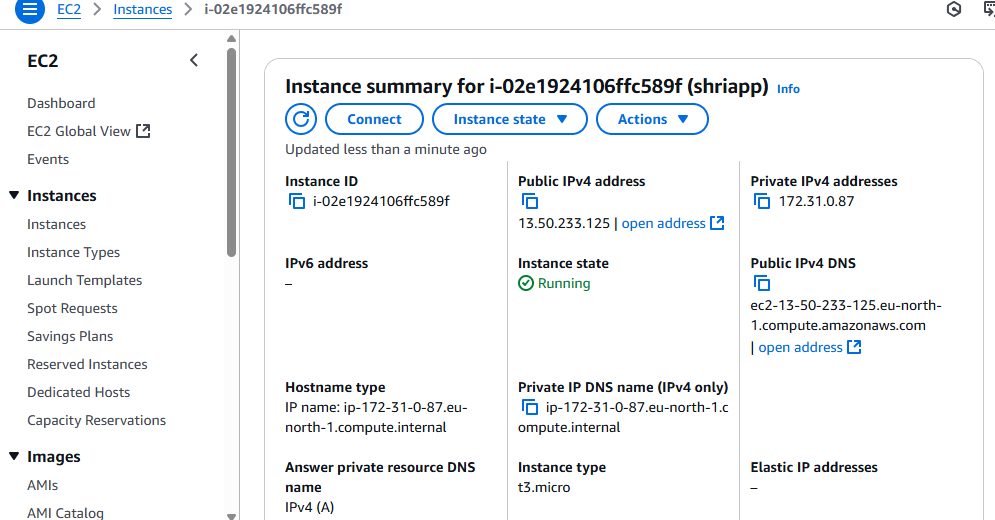 EC2 > Instances > i-02e1924106ffc589f
EC2
Dashboard
EC2 Global View
Events
Instances
Instances
Instance Types
Launch Templates
Spot Requests
Savings Plans
Reserved Instances
Dedicated Hosts
Capacity Reservations
Images
AMIs
AMI Catalog
Instance summary for i-02e1924106ffc589f (shriapp) Info
Connect Instance state Actions
Updated less than a minute ago
Instance ID
i-02e1924106ffc589f
Public IPv4 address
13.50.233.125 | open address
Private IPv4 addresses
172.31.0.87
IPv6 address
–
Instance state
Running
Public IPv4 DNS
ec2-13-50-233-125.eu-north-
1.compute.amazonaws.com
| open address
Hostname type
IP name: ip-172-31-0-87.eu-
north-1.compute.internal
Private IP DNS name (IPv4 only)
ip-172-31-0-87.eu-north-1.c
ompute.internal
Answer private resource DNS
name
IPv4 (A)
Instance type
t3.micro
Elastic IP addresses
–